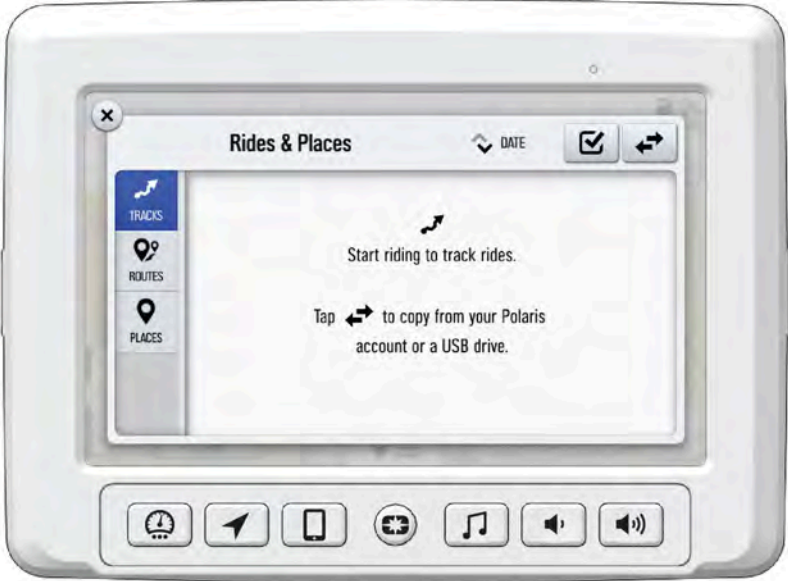 Rides & Places
DATE
TRACKS
ROUTES
PLACES
Start riding to track rides.
Tap to copy from your Polaris
account or a USB drive.